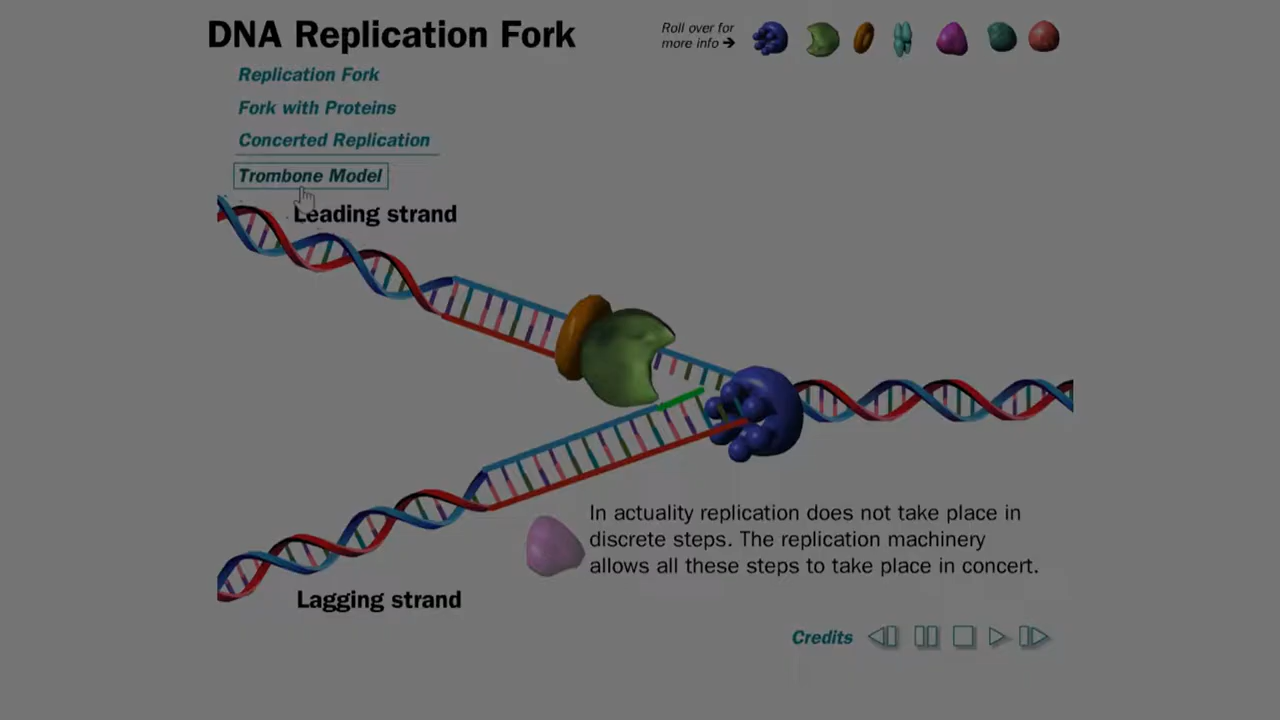 DNA Replication Fork
Roll over for
more info →
Replication Fork
Fork with Proteins
Concerted Replication
Trombone Model
Leading strand
In actuality replication does not take place in
discrete steps. The replication machinery
allows all these steps to take place in concert.
Lagging strand
Credits